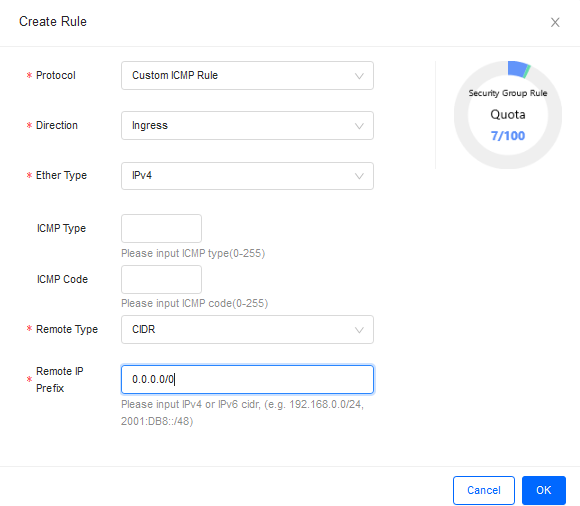 Create Rule
* Protocol
Custom ICMP Rule
Security Group Rule
Quota
7/100
* Direction
Ingress
* Ether Type
IPv4
ICMP Type
Please input ICMP type(0-255)
ICMP Code
Please input ICMP code(0-255)
* Remote Type
CIDR
* Remote IP
Prefix
0.0.0.0/0
Please input IPv4 or IPv6 cidr, (e.g. 192.168.0.0/24,
2001:DB8::/48)
Cancel
OK